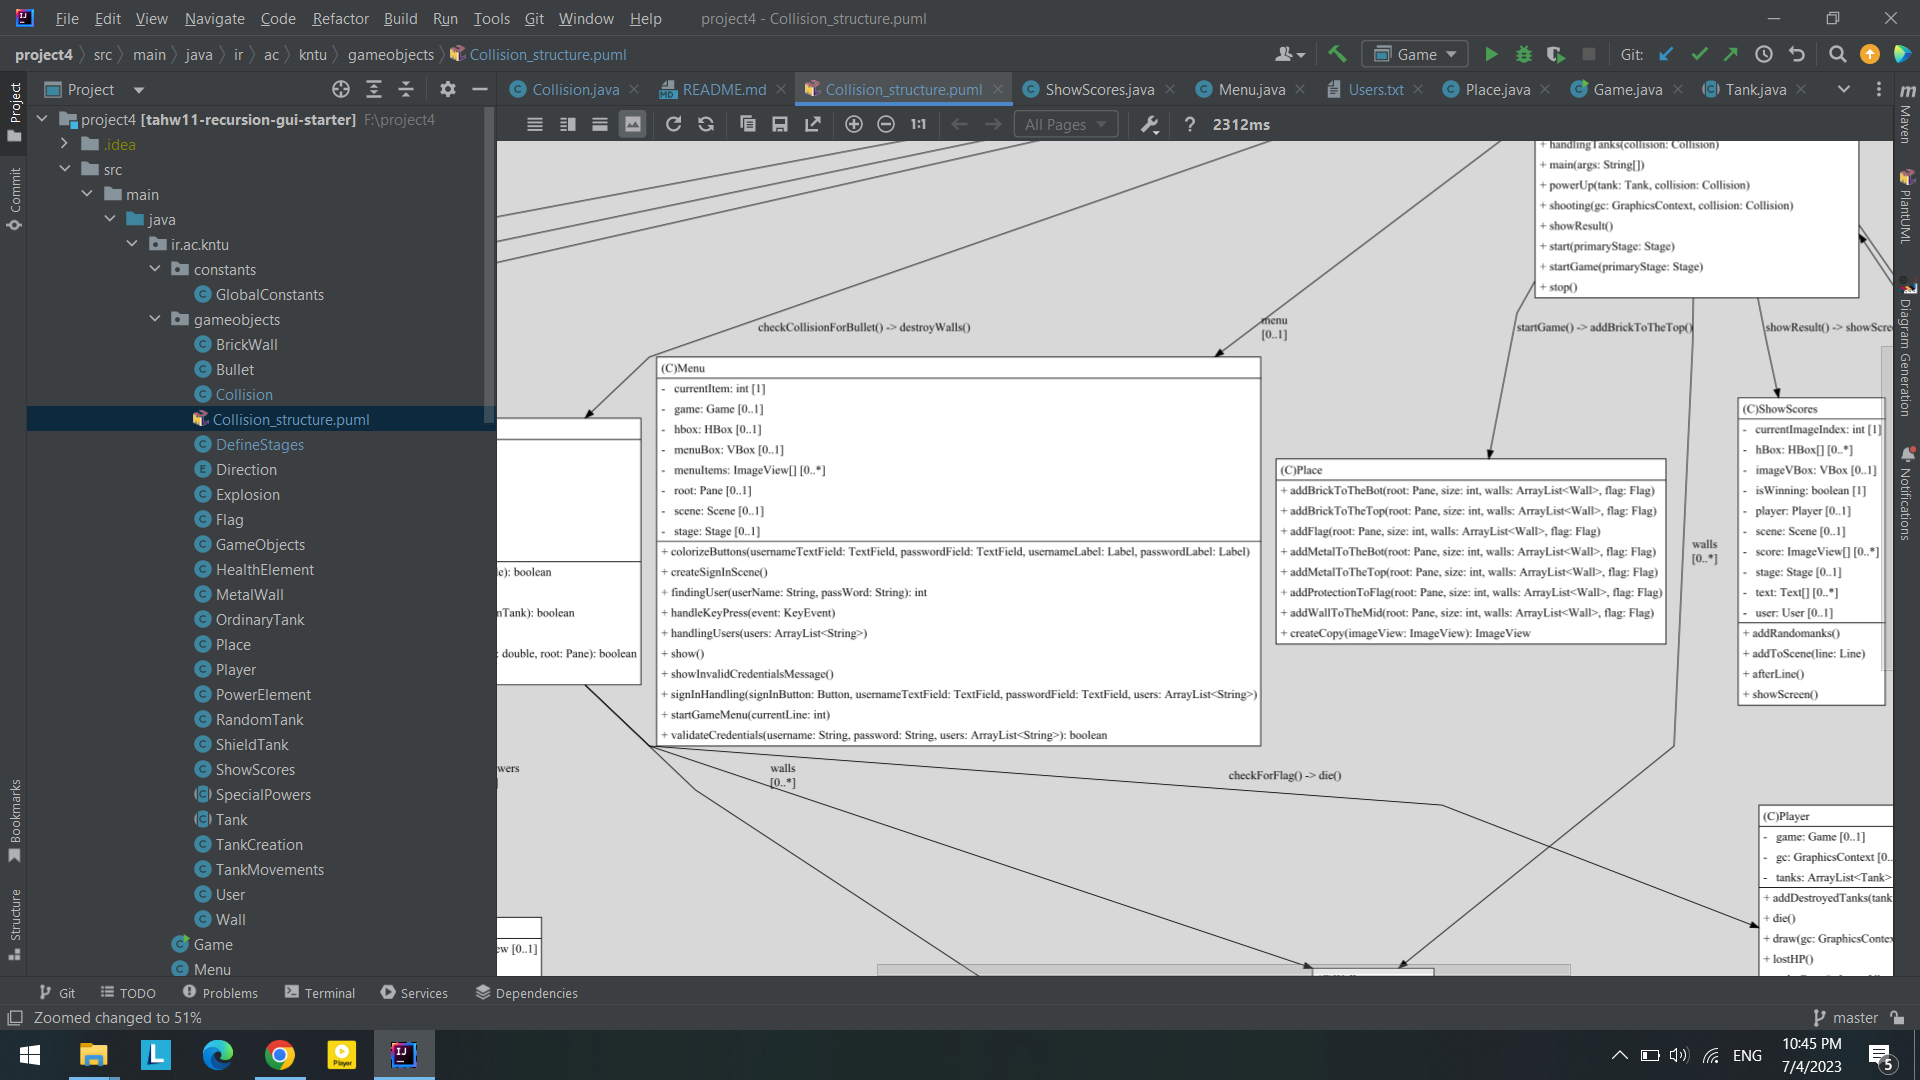 File Edit View Navigate Code Refactor Build Run Tools Git Window Help project4 - Collision_structure.puml
project4 src main java ir ac kntu gameobjects Collision_structure.puml
Game
Git:
Project
Collision.java README.md Collision_structure.puml ShowScores.java Menu.java Users.txt Place.java Game.java Tank.java
1:1 All Pages ? 2312ms
Project
Commit
Bookmarks
Structure
project4 [tahw11-recursion-gui-starter] F:\project4
.idea
src
main
java
ir.ac.kntu
constants
GlobalConstants
gameobjects
BrickWall
Bullet
Collision
Collision_structure.puml
DefineStages
Direction
Explosion
Flag
GameObjects
HealthElement
MetalWall
OrdinaryTank
Place
Player
PowerElement
RandomTank
ShieldTank
ShowScores
SpecialPowers
Tank
TankCreation
TankMovements
User
Wall
Game
Menu
+ handlingTanks(collision: Collision)
+ main(args: String[])
+ powerUp(tank: Tank, collision: Collision)
+ shooting(gc: GraphicsContext, collision: Collision)
+ showResult()
+ start(primaryStage: Stage)
+ startGame(primaryStage: Stage)
+ stop()
checkCollisionForBullet() -> destroyWalls()
menu
[0..1]
startGame() -> addBrickToTheTop()
showResult() -> showScre
(C)Menu
- currentItem: int [1]
- game: Game [0..1]
- hbox: HBox [0..1]
- menuBox: VBox [0..1]
- menuItems: ImageView[] [0..*]
- root: Pane [0..1]
- scene: Scene [0..1]
- stage: Stage [0..1]
+ colorizeButtons(usernameTextField: TextField, passwordField: TextField, usernameLabel: Label, passwordLabel: Label)
+ createSignInScene()
+ findingUser(userName: String, passWord: String): int
+ handleKeyPress(event: KeyEvent)
+ handlingUsers(users: ArrayList<String>)
+ show()
+ showInvalidCredentialsMessage()
+ signInHandling(signInButton: Button, usernameTextField: TextField, passwordField: TextField, users: ArrayList<String>)
+ startGameMenu(currentLine: int)
+ validateCredentials(username: String, password: String, users: ArrayList<String>): boolean
le): boolean
nTank): boolean
: double, root: Pane): boolean
(C)Place
+ addBrickToTheBot(root: Pane, size: int, walls: ArrayList<Wall>, flag: Flag)
+ addBrickToTheTop(root: Pane, size: int, walls: ArrayList<Wall>, flag: Flag)
+ addFlag(root: Pane, size: int, walls: ArrayList<Wall>, flag: Flag)
+ addMetalToTheBot(root: Pane, size: int, walls: ArrayList<Wall>, flag: Flag)
+ addMetalToTheTop(root: Pane, size: int, walls: ArrayList<Wall>, flag: Flag)
+ addProtectionToFlag(root: Pane, size: int, walls: ArrayList<Wall>, flag: Flag)
+ addWallToTheMid(root: Pane, size: int, walls: ArrayList<Wall>, flag: Flag)
+ createCopy(imageView: ImageView): ImageView
walls
[0..*]
(C)ShowScores
- currentImageIndex: int [1]
- hBox: HBox[] [0..*]
- imageVBox: VBox [0..1]
- isWinning: boolean [1]
- player: Player [0..1]
- scene: Scene [0..1]
- score: ImageView[] [0..*]
- stage: Stage [0..1]
- text: Text[] [0..*]
- user: User [0..1]
+ addRandomanks()
+ addToScene(line: Line)
+ afterLine()
+ showScreen()
wers
]
walls
[0..*]
checkForFlag() -> die()
(C)Player
- game: Game [0..1]
- gc: GraphicsContext [0..
- tanks: ArrayList<Tank>
+ addDestroyedTanks(tank
+ die()
+ draw(gc: GraphicsContex
+ lostHP()
ew [0..1]
m Maven
PlantUML
Diagram Generation
Notifications
Git TODO Problems Terminal Services Dependencies
Zoomed changed to 51% master
L
Player
IJ
ENG
10:45 PM
7/4/2023
5